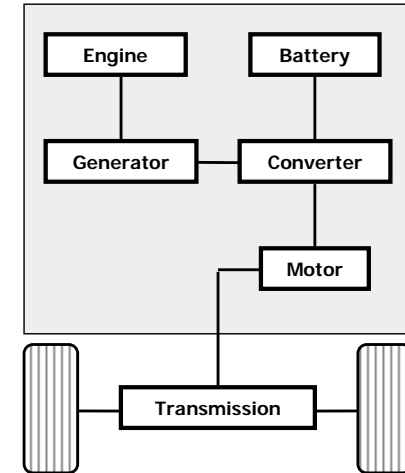 Engine
Battery
Generator
Converter
Motor
Transmission